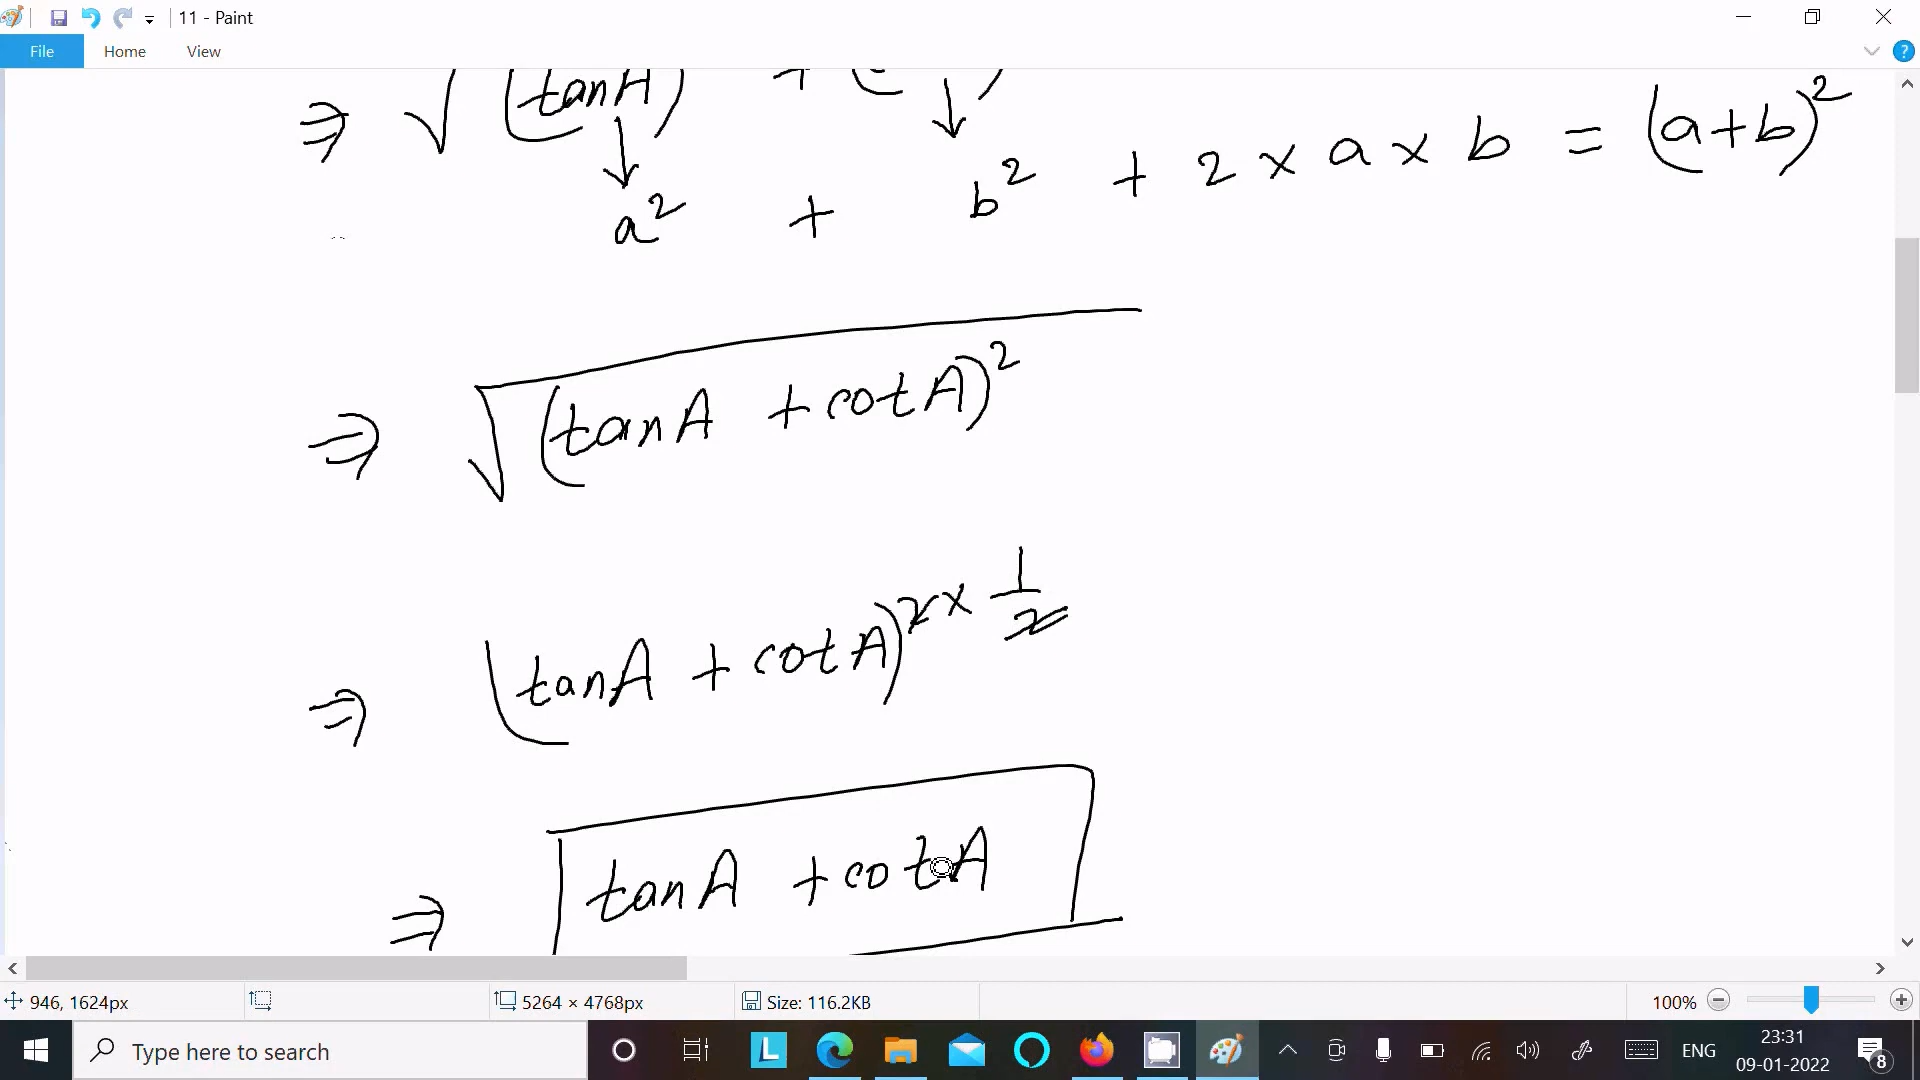 11 - Paint
File Home View
⇒ √(tanA) + (
a² + b² + 2 × a × b = (a+b)²
⇒ √(tanA + cotA)²
⇒ (tanA + cotA)^2 × 1/2
⇒ tanA + cotA
946, 1624px 5264 × 4768px Size: 116.2KB 100%
Type here to search
ENG
23:31
09-01-2022
8